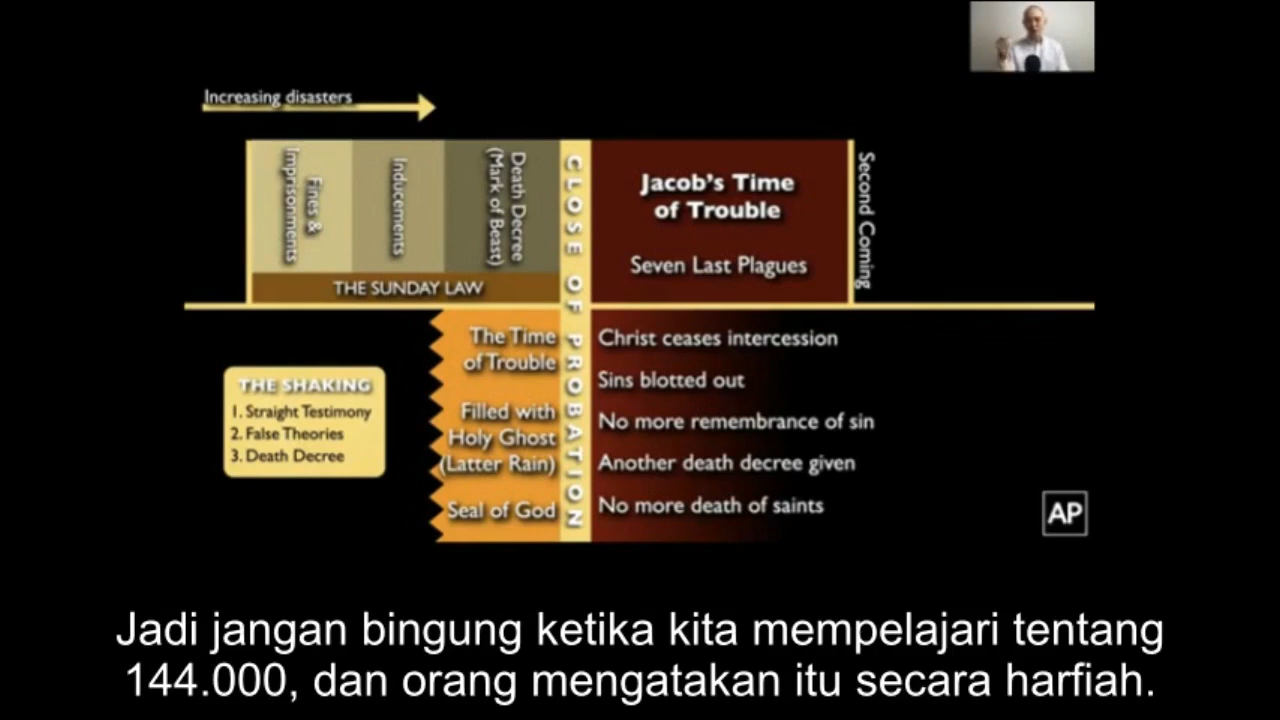 Increasing disasters
Fines &
Imprisonments
Inducements
Death Decree
(Mark of Beast)
THE SUNDAY LAW
CLOSE OF PROBATION
Jacob's Time
of Trouble
Seven Last Plagues
Second Coming
THE SHAKING
1. Straight Testimony
2. False Theories
3. Death Decree
The Time
of Trouble
Filled with
Holy Ghost
(Latter Rain)
Seal of God
Christ ceases intercession
Sins blotted out
No more remembrance of sin
Another death decree given
No more death of saints
AP
Jadi jangan bingung ketika kita mempelajari tentang
144.000, dan orang mengatakan itu secara harfiah.